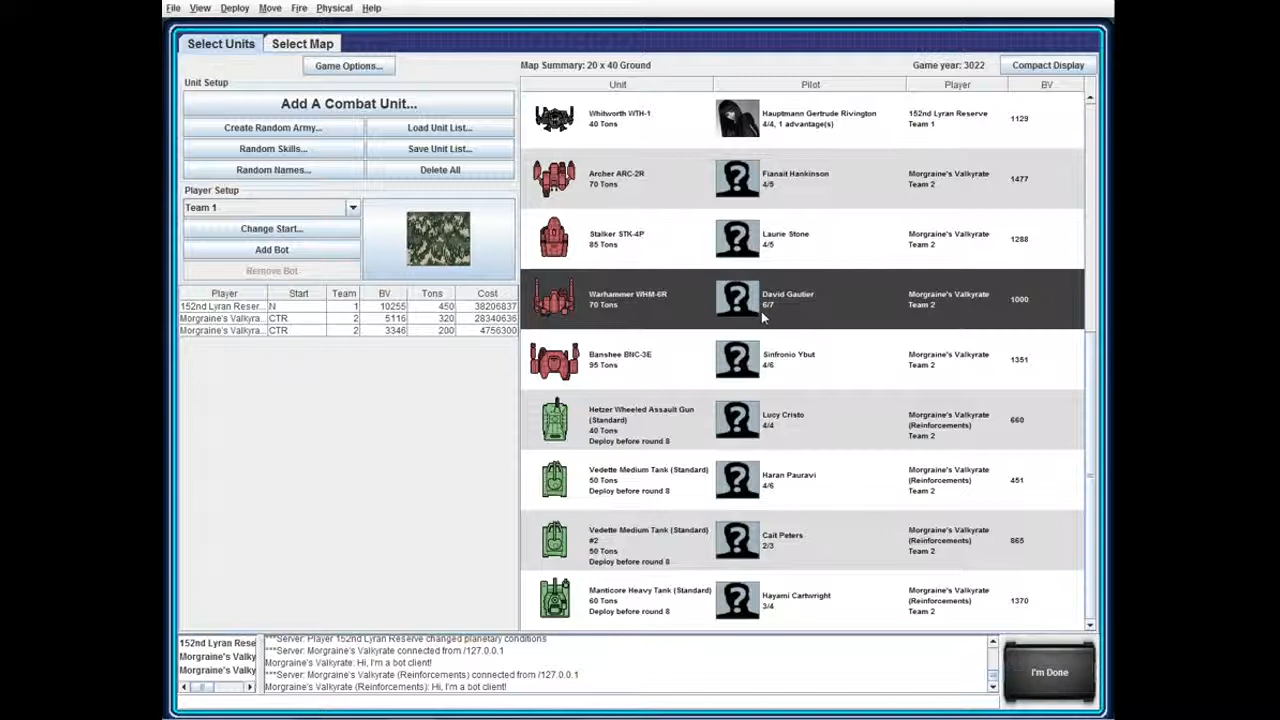 File View Deploy Move Fire Physical Help
Select Units Select Map
Game Options...
Map Summary: 20 x 40 Ground
Game year: 3022
Compact Display
Unit Setup
Add A Combat Unit...
Create Random Army... Load Unit List...
Random Skills... Save Unit List...
Random Names... Delete All
Player Setup
Team 1
Change Start...
Add Bot
Remove Bot
Player Start Team BV Tons Cost
152nd Lyran Reser... N 1 10255 450 38206837
Morgraine's Valkyra... CTR 2 5116 320 28340636
Morgraine's Valkyra... CTR 2 3346 200 4756300
Unit Pilot Player BV
Whitworth WTH-1
40 Tons
Hauptmann Gertrude Rivington
4/4, 1 advantage(s)
152nd Lyran Reserve
Team 1
1129
Archer ARC-2R
70 Tons
Fianait Hankinson
4/5
Morgraine's Valkyrate
Team 2
1477
Stalker STK-4P
85 Tons
Laurie Stone
4/5
Morgraine's Valkyrate
Team 2
1288
Warhammer WHM-6R
70 Tons
David Gautier
6/7
Morgraine's Valkyrate
Team 2
1000
Banshee BNC-3E
95 Tons
Sinfronio Ybut
4/6
Morgraine's Valkyrate
Team 2
1351
Hetzer Wheeled Assault Gun
(Standard)
40 Tons
Deploy before round 8
Lucy Cristo
4/4
Morgraine's Valkyrate
(Reinforcements)
Team 2
660
Vedette Medium Tank (Standard)
50 Tons
Deploy before round 8
Haran Pauravi
4/6
Morgraine's Valkyrate
(Reinforcements)
Team 2
451
Vedette Medium Tank (Standard)
#2
50 Tons
Deploy before round 8
Cait Peters
2/3
Morgraine's Valkyrate
(Reinforcements)
Team 2
865
Manticore Heavy Tank (Standard)
60 Tons
Deploy before round 8
Hayami Cartwright
3/4
Morgraine's Valkyrate
(Reinforcements)
Team 2
1370
152nd Lyran Rese
Morgraine's Valky
Morgraine's Valky
***Server: Player 152nd Lyran Reserve changed planetary conditions
***Server: Morgraine's Valkyrate connected from /127.0.0.1
Morgraine's Valkyrate: Hi, I'm a bot client!
***Server: Morgraine's Valkyrate (Reinforcements) connected from /127.0.0.1
Morgraine's Valkyrate (Reinforcements): Hi, I'm a bot client!
I'm Done